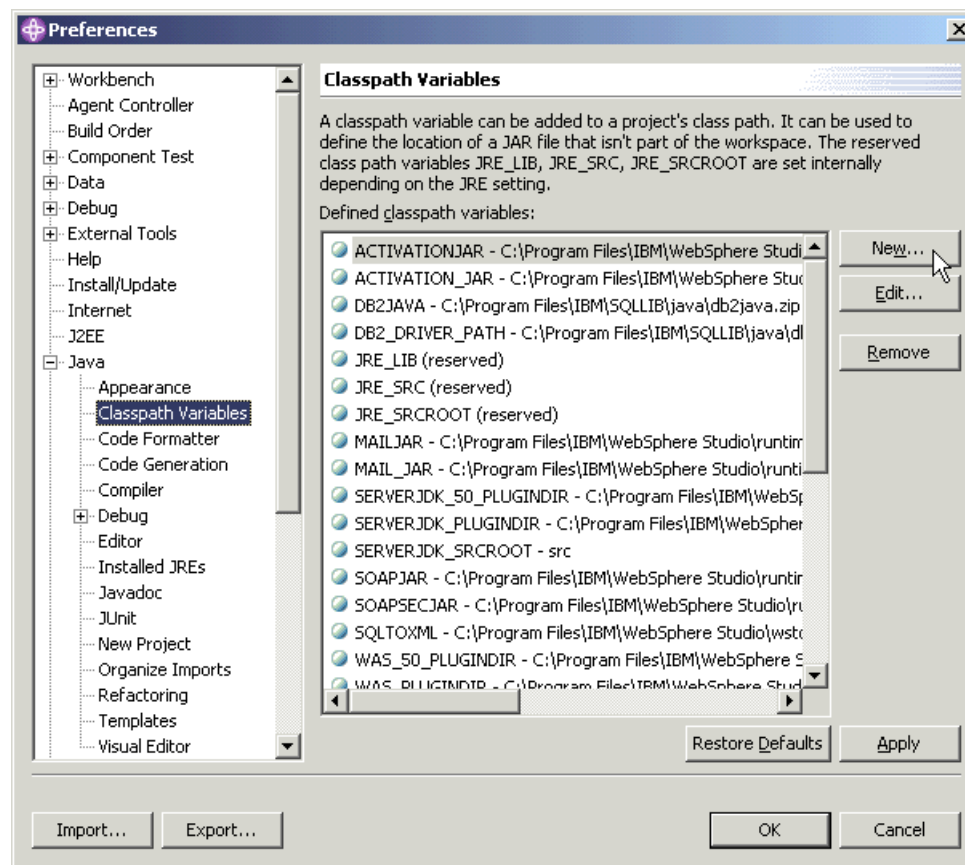 Preferences
Workbench
Agent Controller
Build Order
Component Test
Data
Debug
External Tools
Help
Install/Update
Internet
J2EE
Java
Appearance
Classpath Variables
Code Formatter
Code Generation
Compiler
Debug
Editor
Installed JREs
Javadoc
JUnit
New Project
Organize Imports
Refactoring
Templates
Visual Editor
Classpath Variables
A classpath variable can be added to a project's class path. It can be used to
define the location of a JAR file that isn't part of the workspace. The reserved
class path variables JRE_LIB, JRE_SRC, JRE_SRCROOT are set internally
depending on the JRE setting.
Defined classpath variables:
ACTIVATIONJAR - C:\Program Files\IBM\WebSphere Studi
ACTIVATION_JAR - C:\Program Files\IBM\WebSphere Stu
DB2JAVA - C:\Program Files\IBM\SQLLIB\java\db2java.zip
DB2_DRIVER_PATH - C:\Program Files\IBM\SQLLIB\java\d
JRE_LIB (reserved)
JRE_SRC (reserved)
JRE_SRCROOT (reserved)
MAILJAR - C:\Program Files\IBM\WebSphere Studio\runtim
MAIL_JAR - C:\Program Files\IBM\WebSphere Studio\runti
SERVERJDK_50_PLUGINDIR - C:\Program Files\IBM\WebSp
SERVERJDK_PLUGINDIR - C:\Program Files\IBM\WebSpher
SERVERJDK_SRCROOT - src
SOAPJAR - C:\Program Files\IBM\WebSphere Studio\runtim
SOAPSECJAR - C:\Program Files\IBM\WebSphere Studio\ru
SQLTOXML - C:\Program Files\IBM\WebSphere Studio\wsto
WAS_50_PLUGINDIR - C:\Program Files\IBM\WebSphere S
WAS_PLUGINDIR - C:\Program Files\IBM\WebSphere Stud
New...
Edit...
Remove
Restore Defaults
Apply
Import...
Export...
OK
Cancel